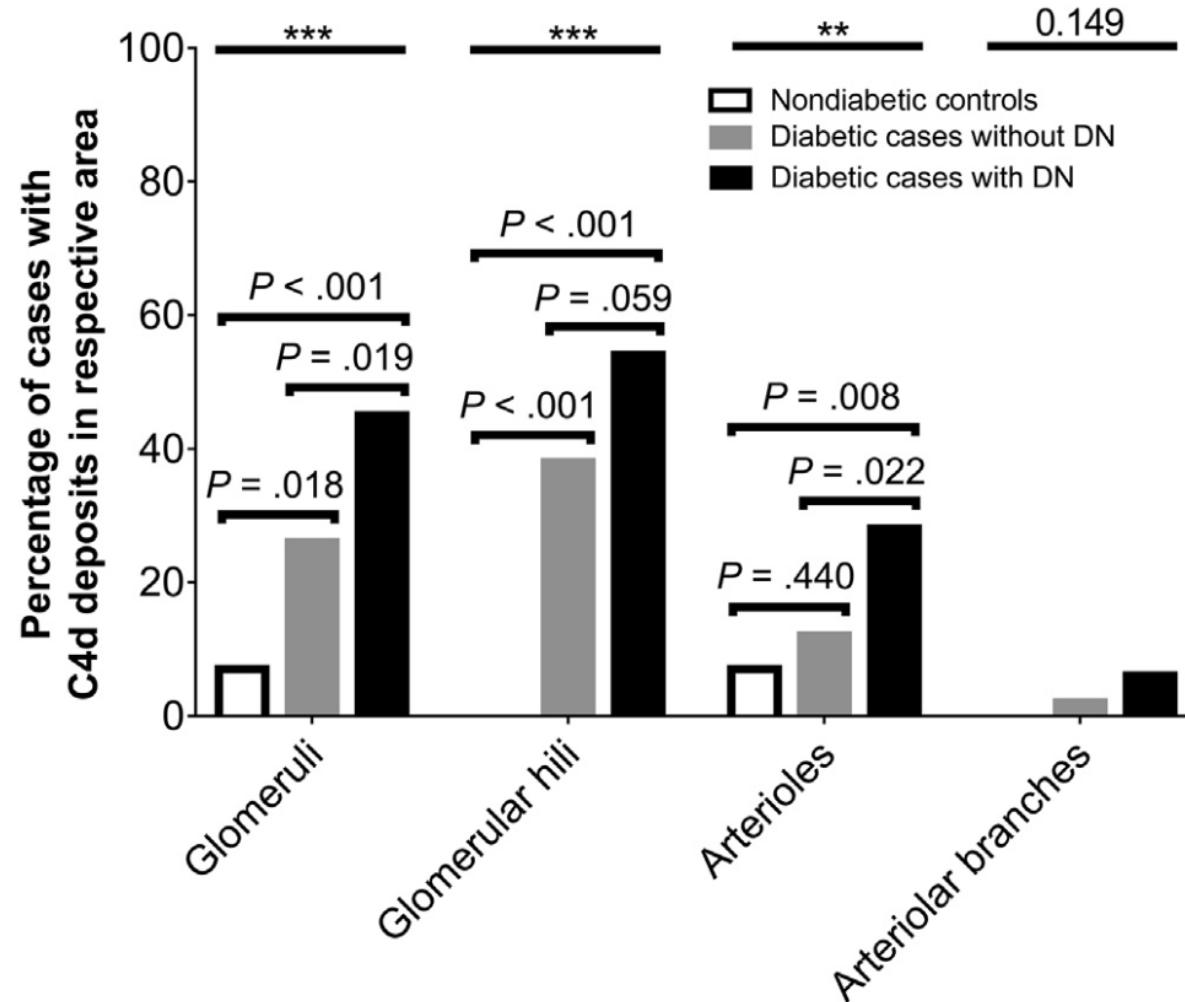 Percentage of cases with
C4d deposits in respective area
100
80
60
40
20
0
***
***
**
0.149
Nondiabetic controls
Diabetic cases without DN
Diabetic cases with DN
P < .001
P = .019
P = .018
P < .001
P = .059
P < .001
P = .008
P = .022
P = .440
Glomeruli
Glomerular hili
Arterioles
Arteriolar branches